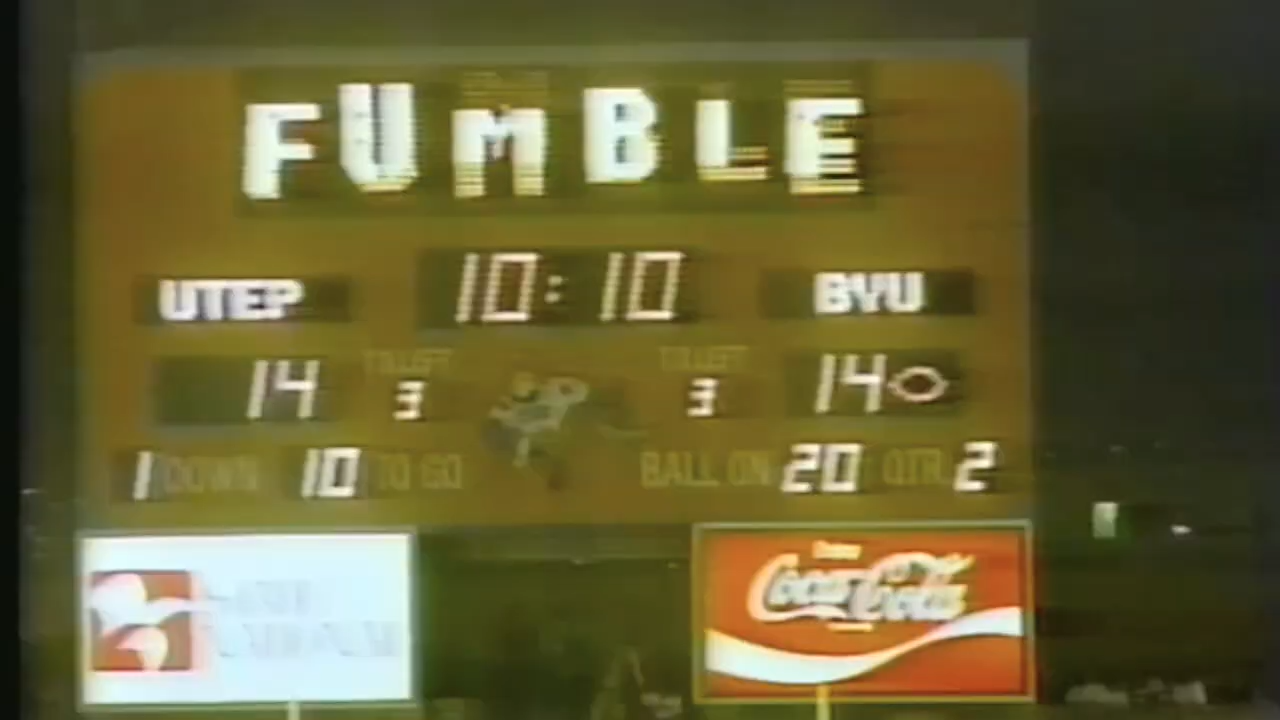 FUMBLE
UTEP 10:10 BYU
14 3 3 14
1 DOWN 10 TO GO BALL ON 20 QTR 2
Coca-Cola